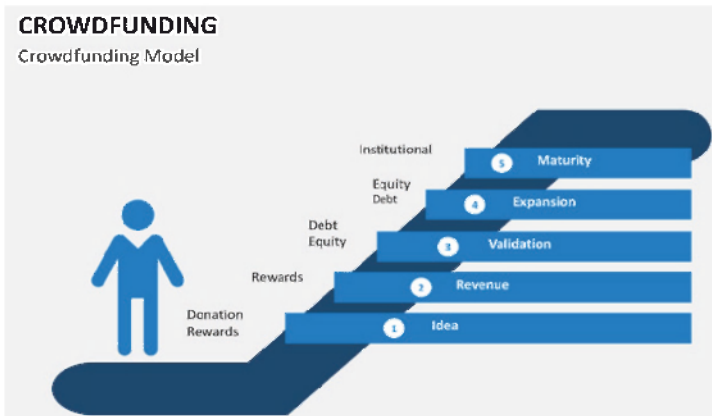 CROWDFUNDING
Crowdfunding Model
Institutional
5 Maturity
Equity
Debt
4 Expansion
Debt
Equity
3 Validation
Rewards
2 Revenue
Donation
Rewards
1 Idea